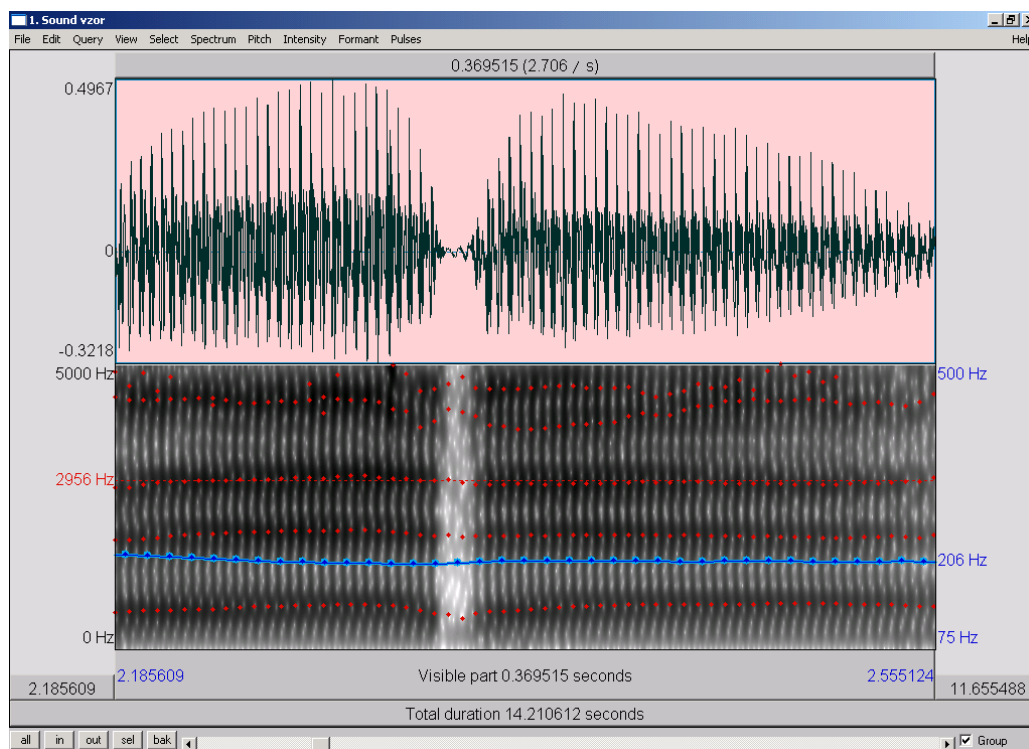 1. Sound vzor
File Edit Query View Select Spectrum Pitch Intensity Formant Pulses Help
0.369515 (2.706 / s)
0.4967
0
-0.3218
5000 Hz 500 Hz
2956 Hz
206 Hz
0 Hz 75 Hz
2.185609 Visible part 0.369515 seconds 2.555124
2.185609 11.655488
Total duration 14.210612 seconds
all in out sel bak Group